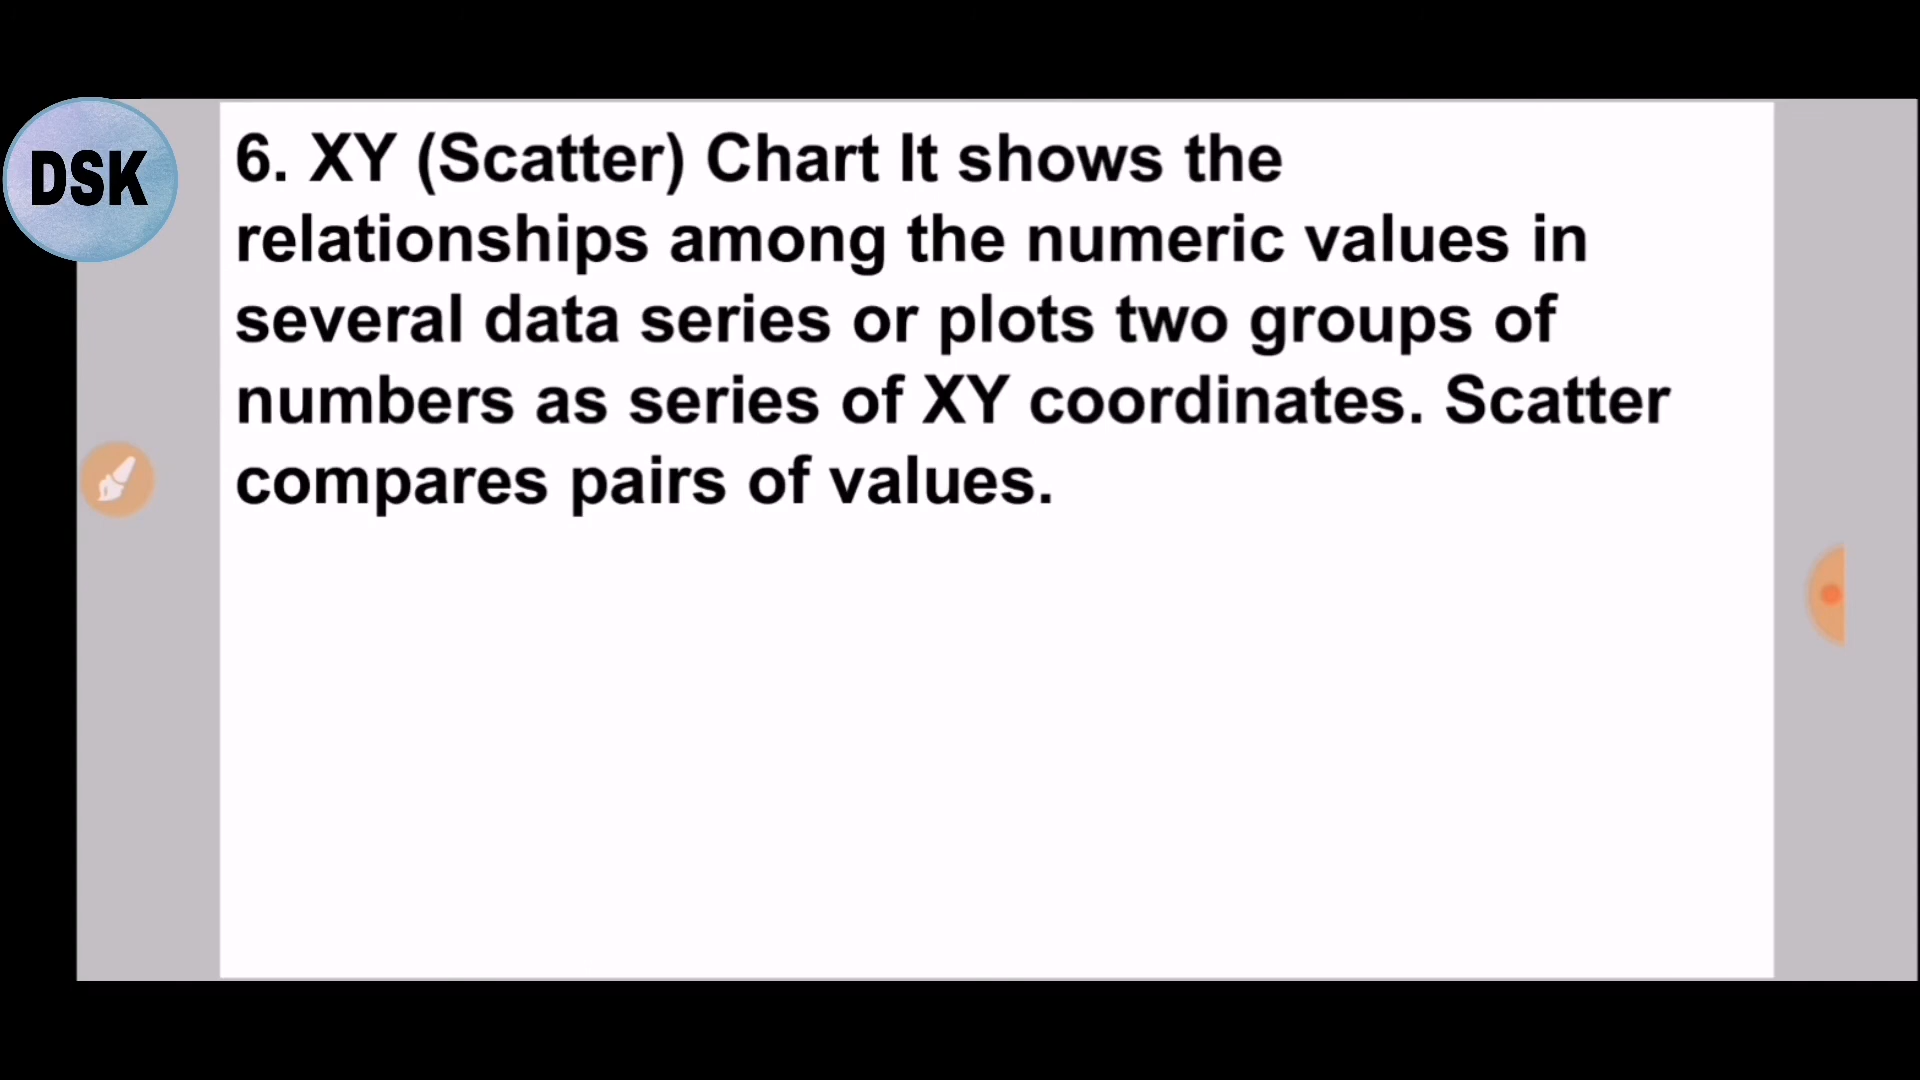 DSK
6. XY (Scatter) Chart It shows the
relationships among the numeric values in
several data series or plots two groups of
numbers as series of XY coordinates. Scatter
compares pairs of values.